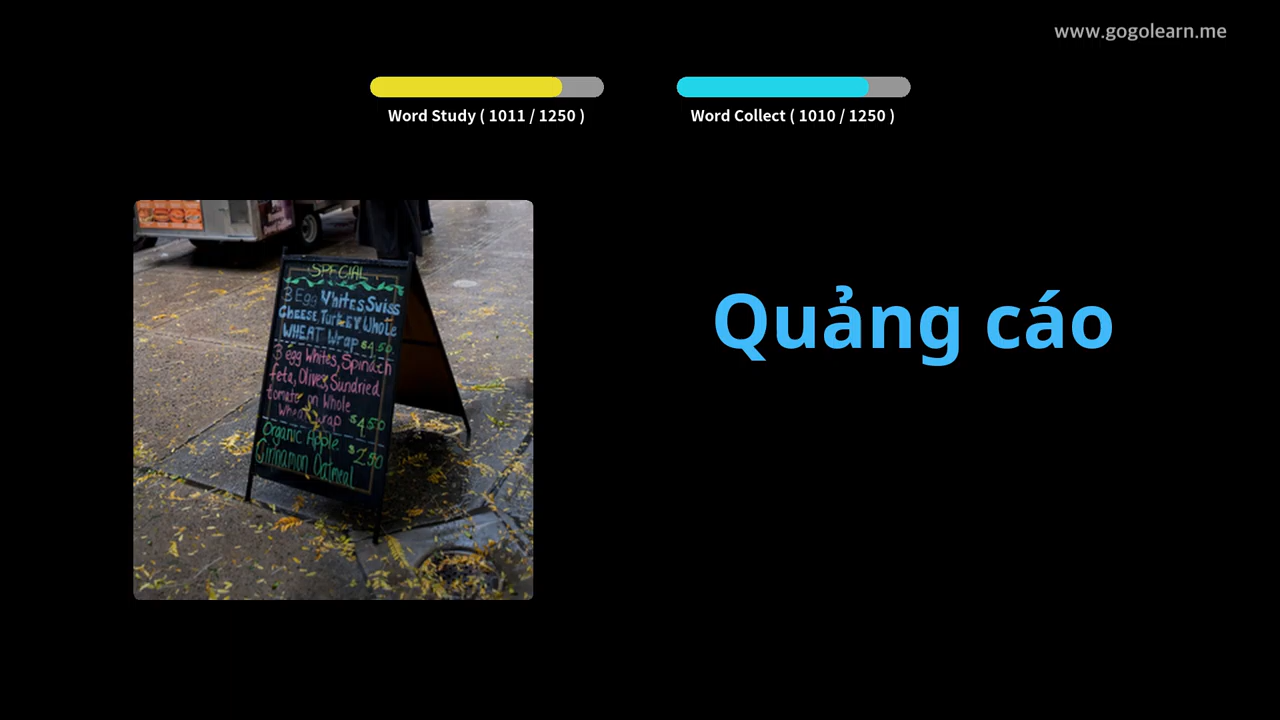 www.gogolearn.me
Word Study ( 1011 / 1250 )
Word Collect ( 1010 / 1250 )
SPECIAL
3 Egg Whites, Swiss
Cheese, Turkey Whole
WHEAT Wrap $4.50
3 egg Whites, Spinach
feta, Olives, Sundried
tomato on Whole
Wheat wrap $4.50
Organic Apple
Cinnamon Oatmeal $2.50
Quảng cáo